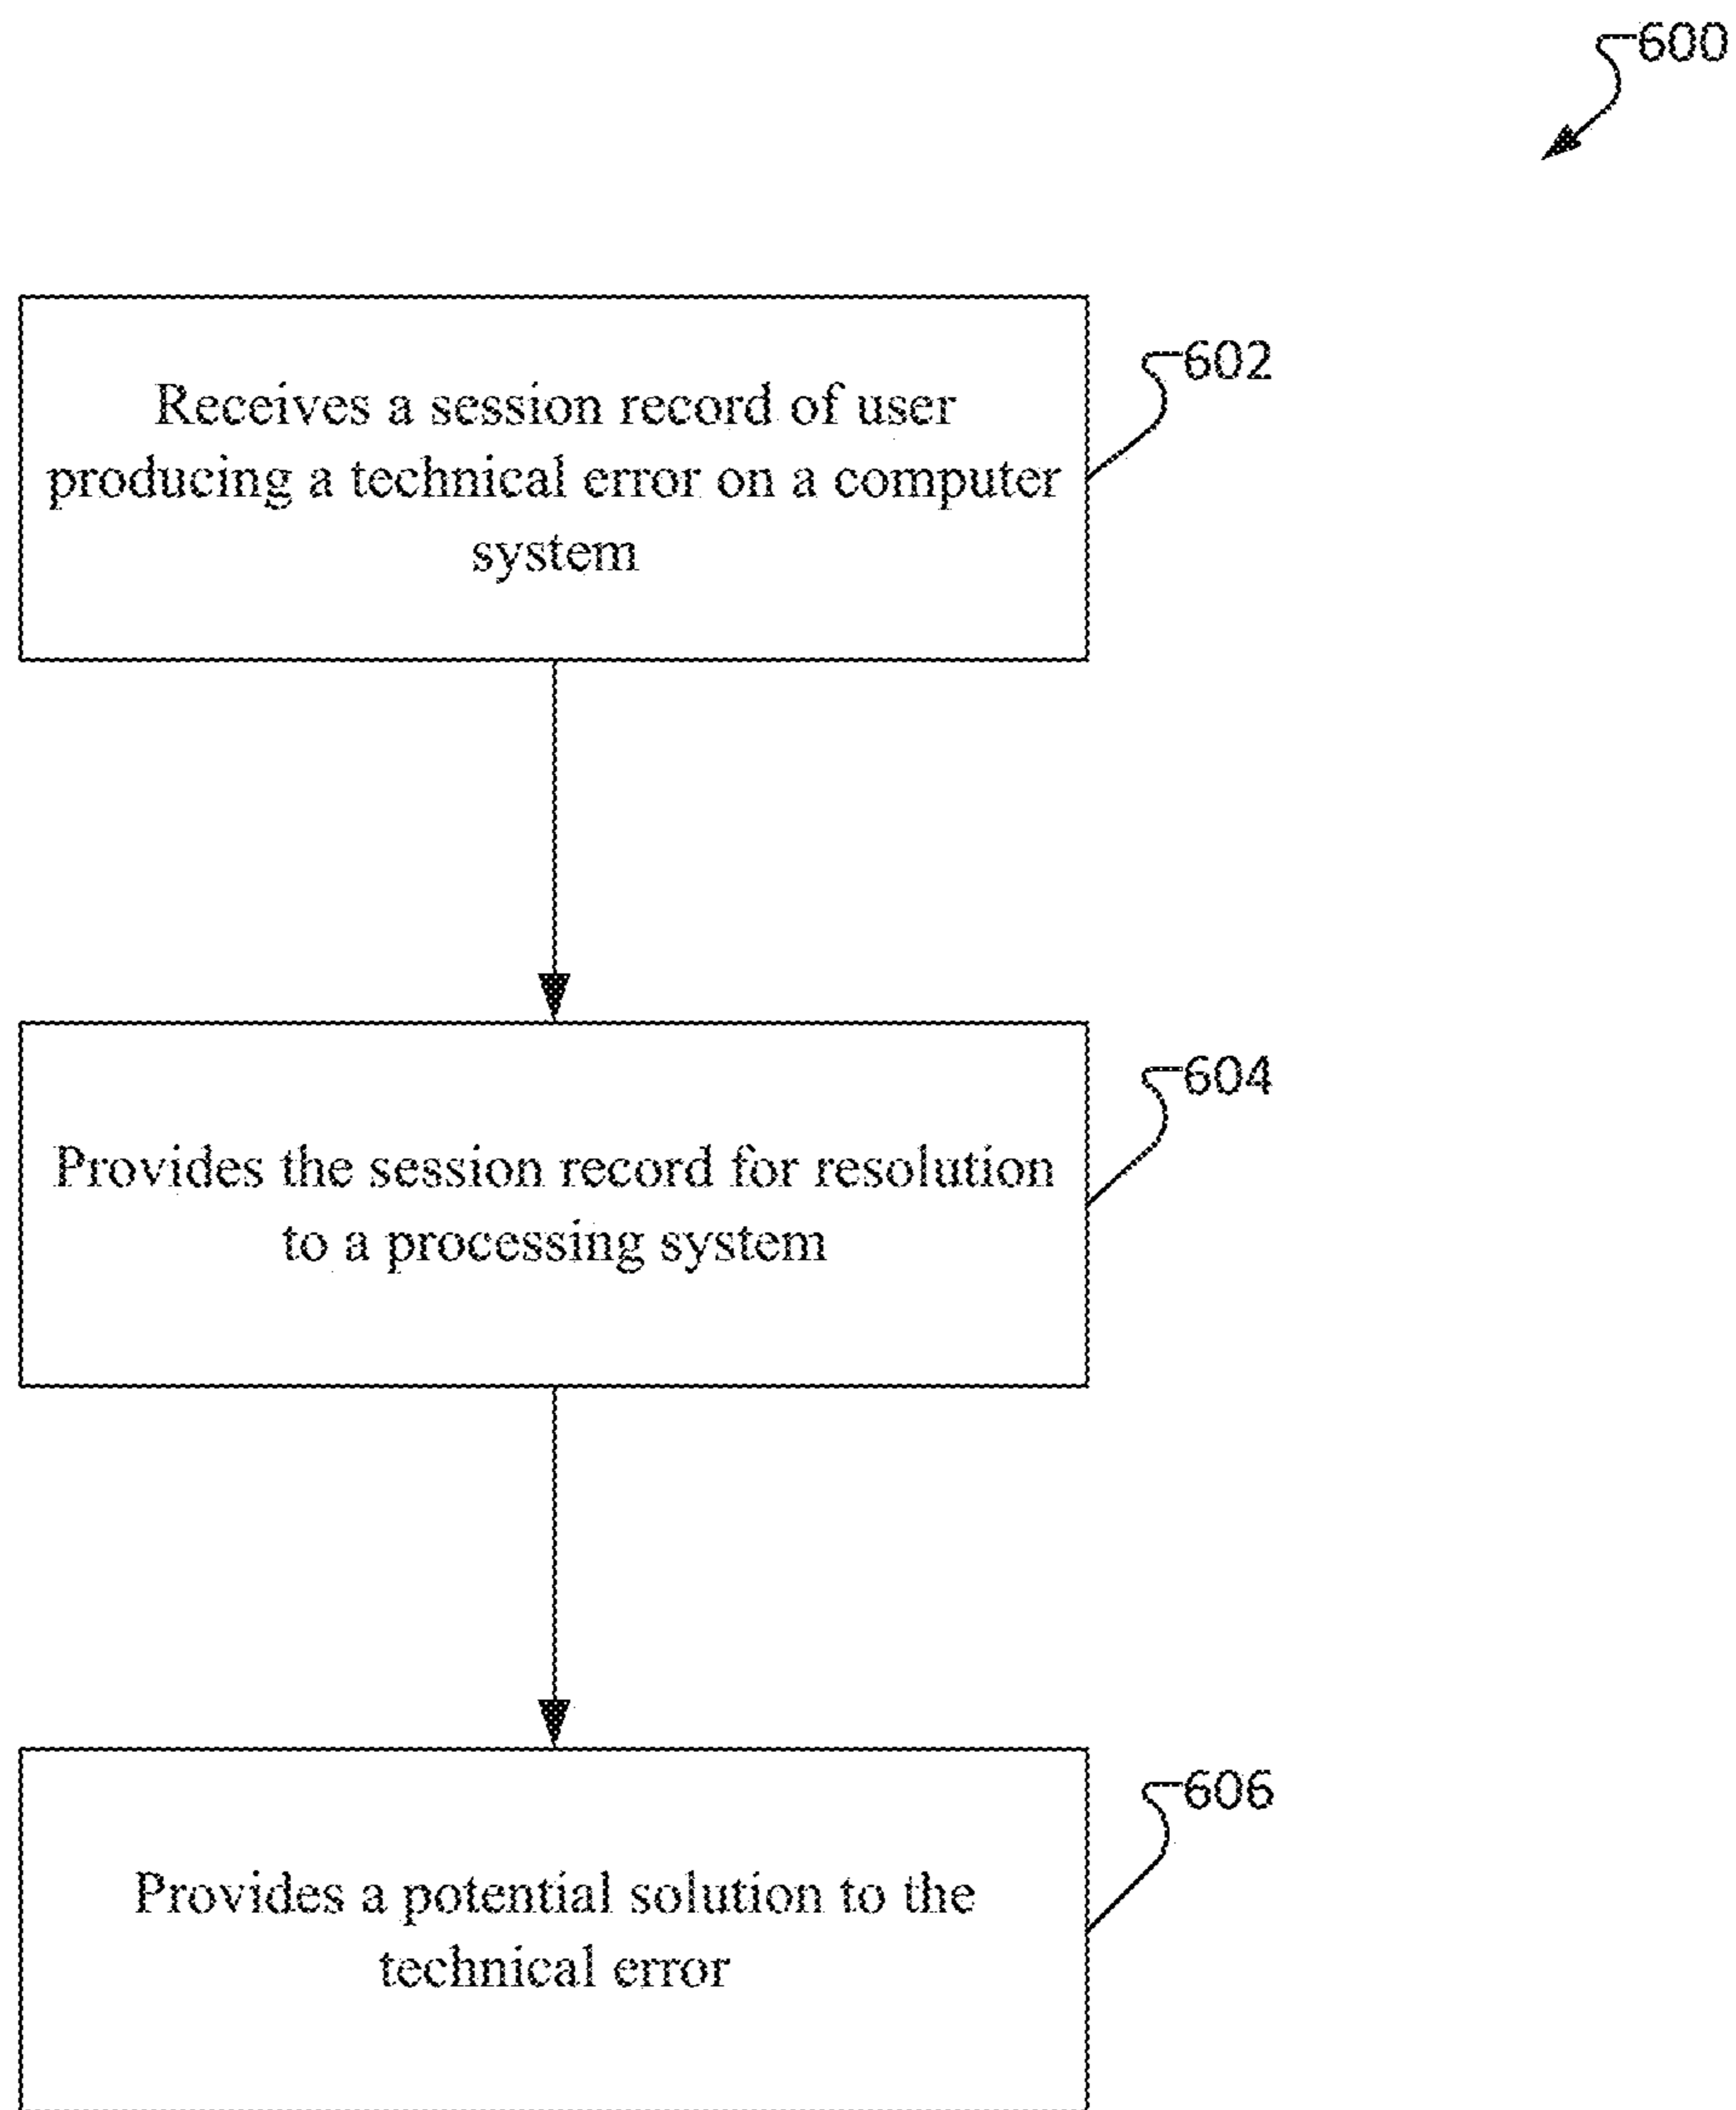 600
Receives a session record of user
producing a technical error on a computer
system
602
Provides the session record for resolution
to a processing system
604
Provides a potential solution to the
technical error
606